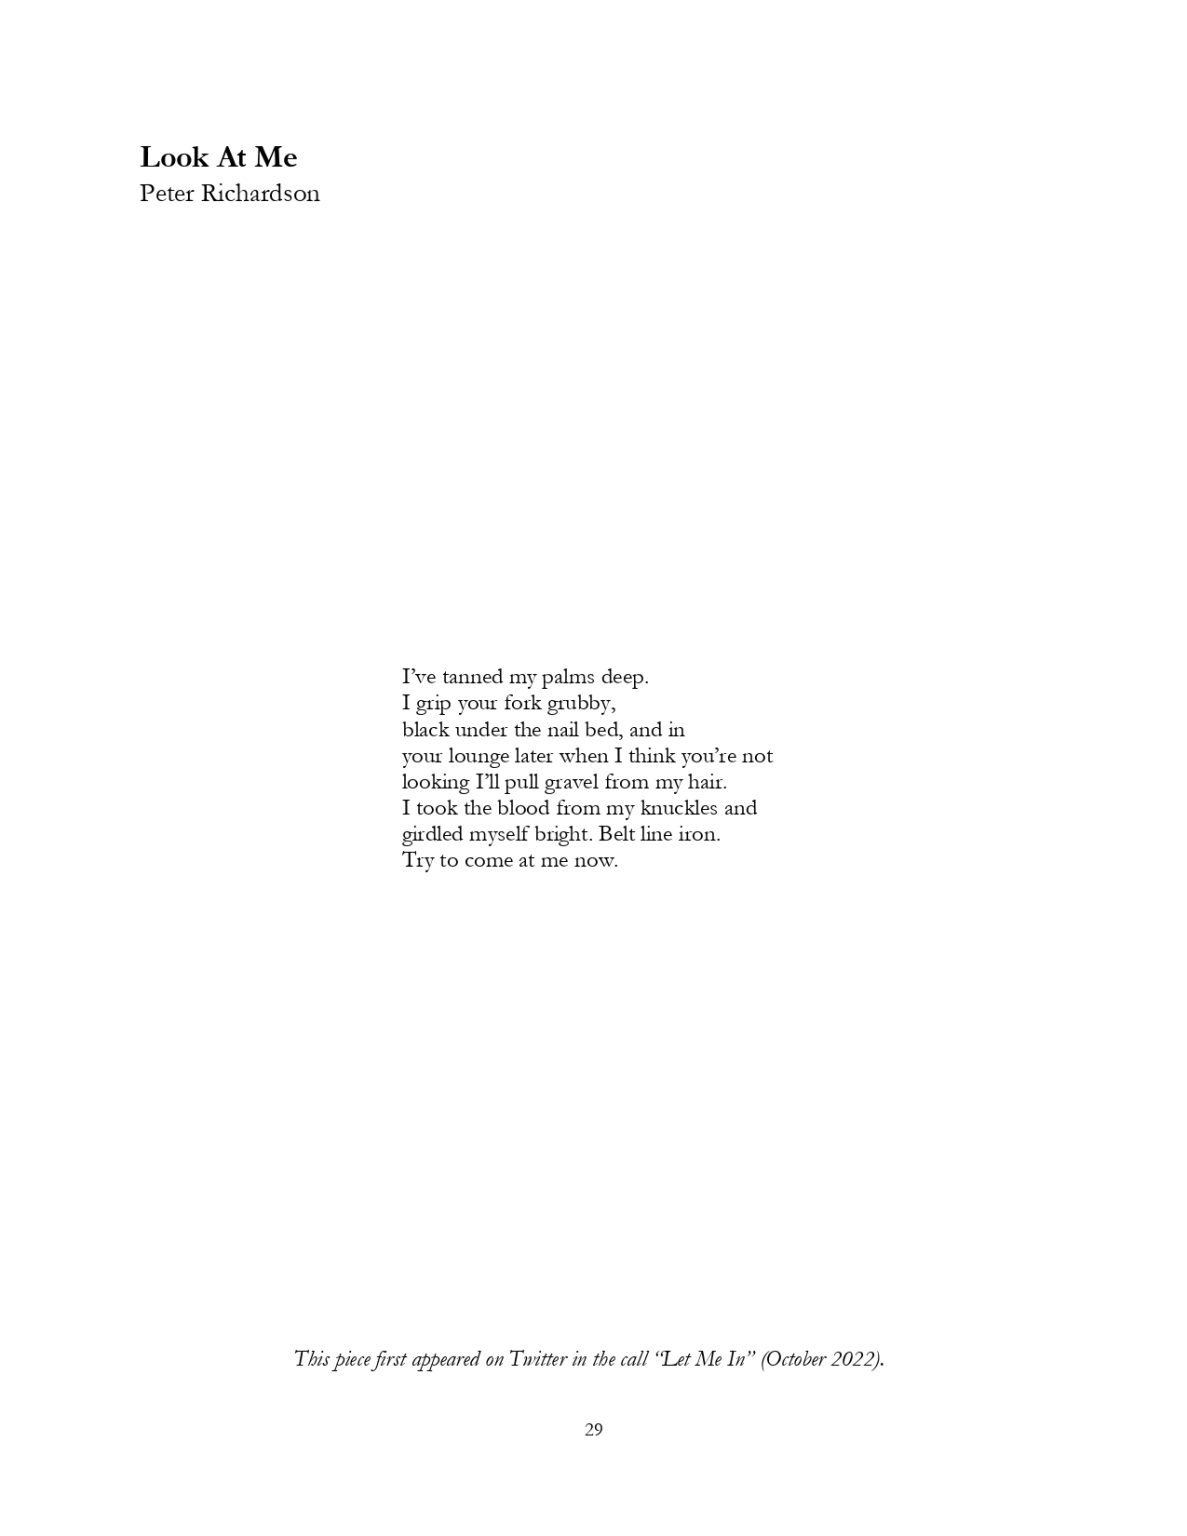 Look At Me
Peter Richardson
I’ve tanned my palms deep.
I grip your fork grubby,
black under the nail bed, and in
your lounge later when I think you’re not
looking I’ll pull gravel from my hair.
I took the blood from my knuckles and
girdled myself bright. Belt line iron.
Try to come at me now.
This piece first appeared on Twitter in the call “Let Me In” (October 2022).
29